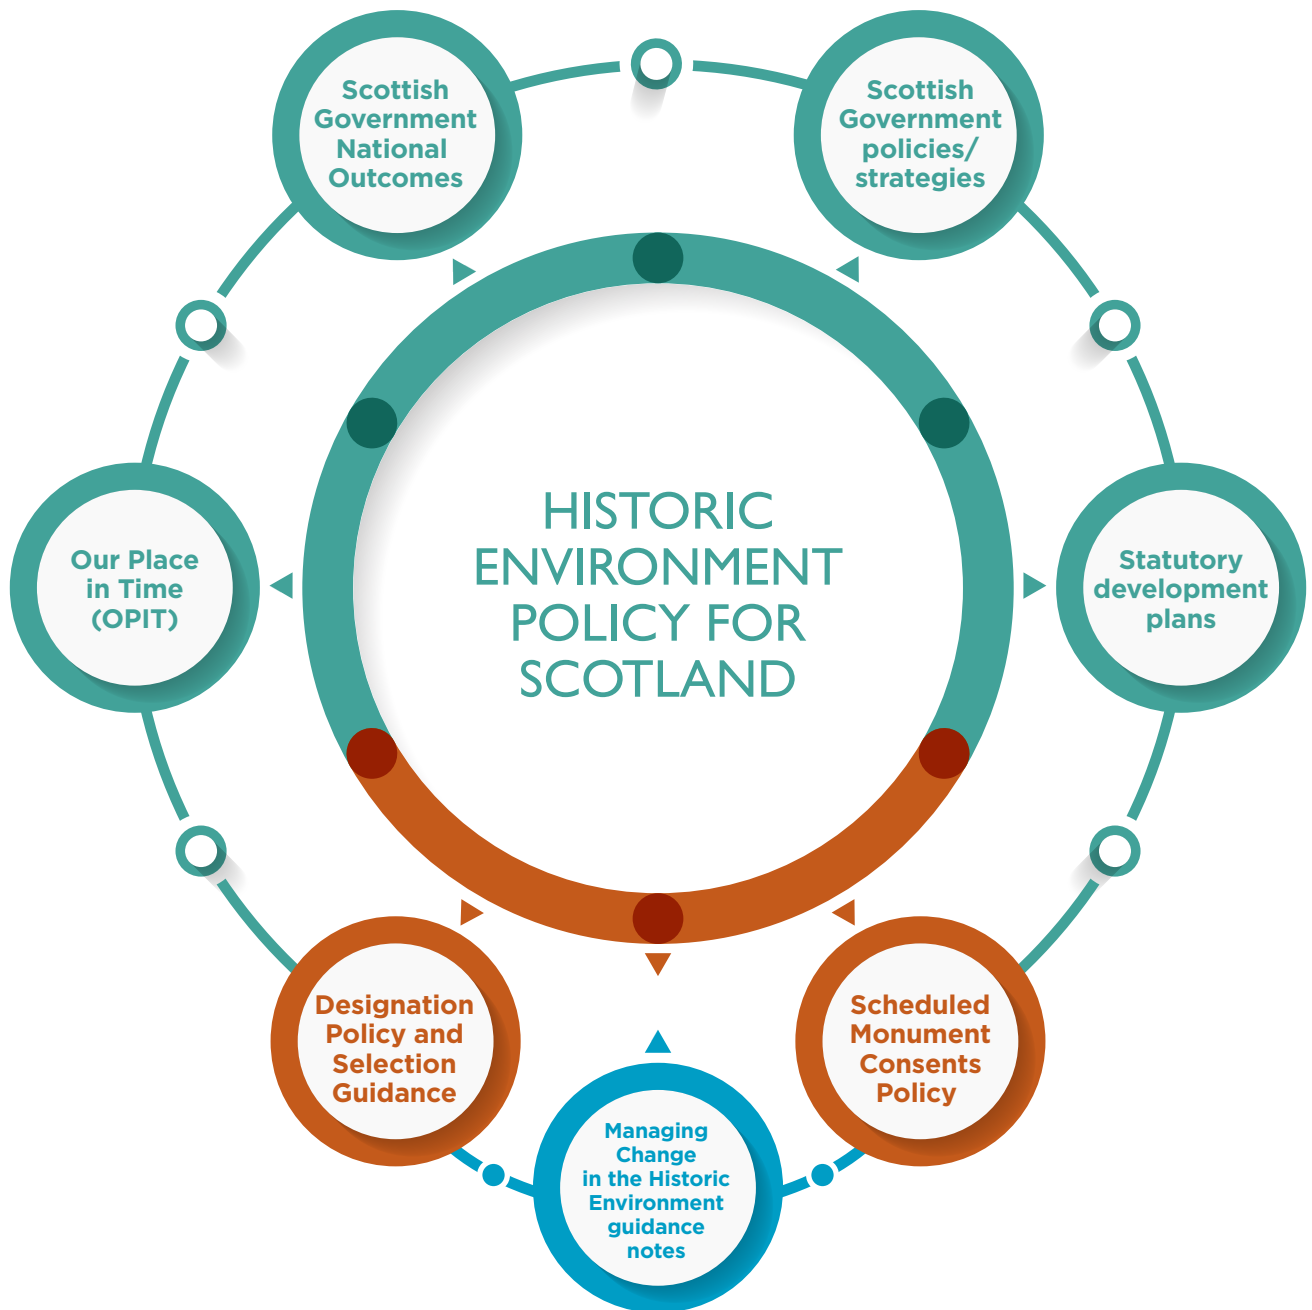 Scottish
Government
National
Outcomes
Scottish
Government
policies/
strategies
HISTORIC
ENVIRONMENT
POLICY FOR
SCOTLAND
Our Place
in Time
(OPIT)
Statutory
development
plans
Designation
Policy and
Selection
Guidance
Scheduled
Monument
Consents
Policy
Managing
Change
in the Historic
Environment
guidance
notes